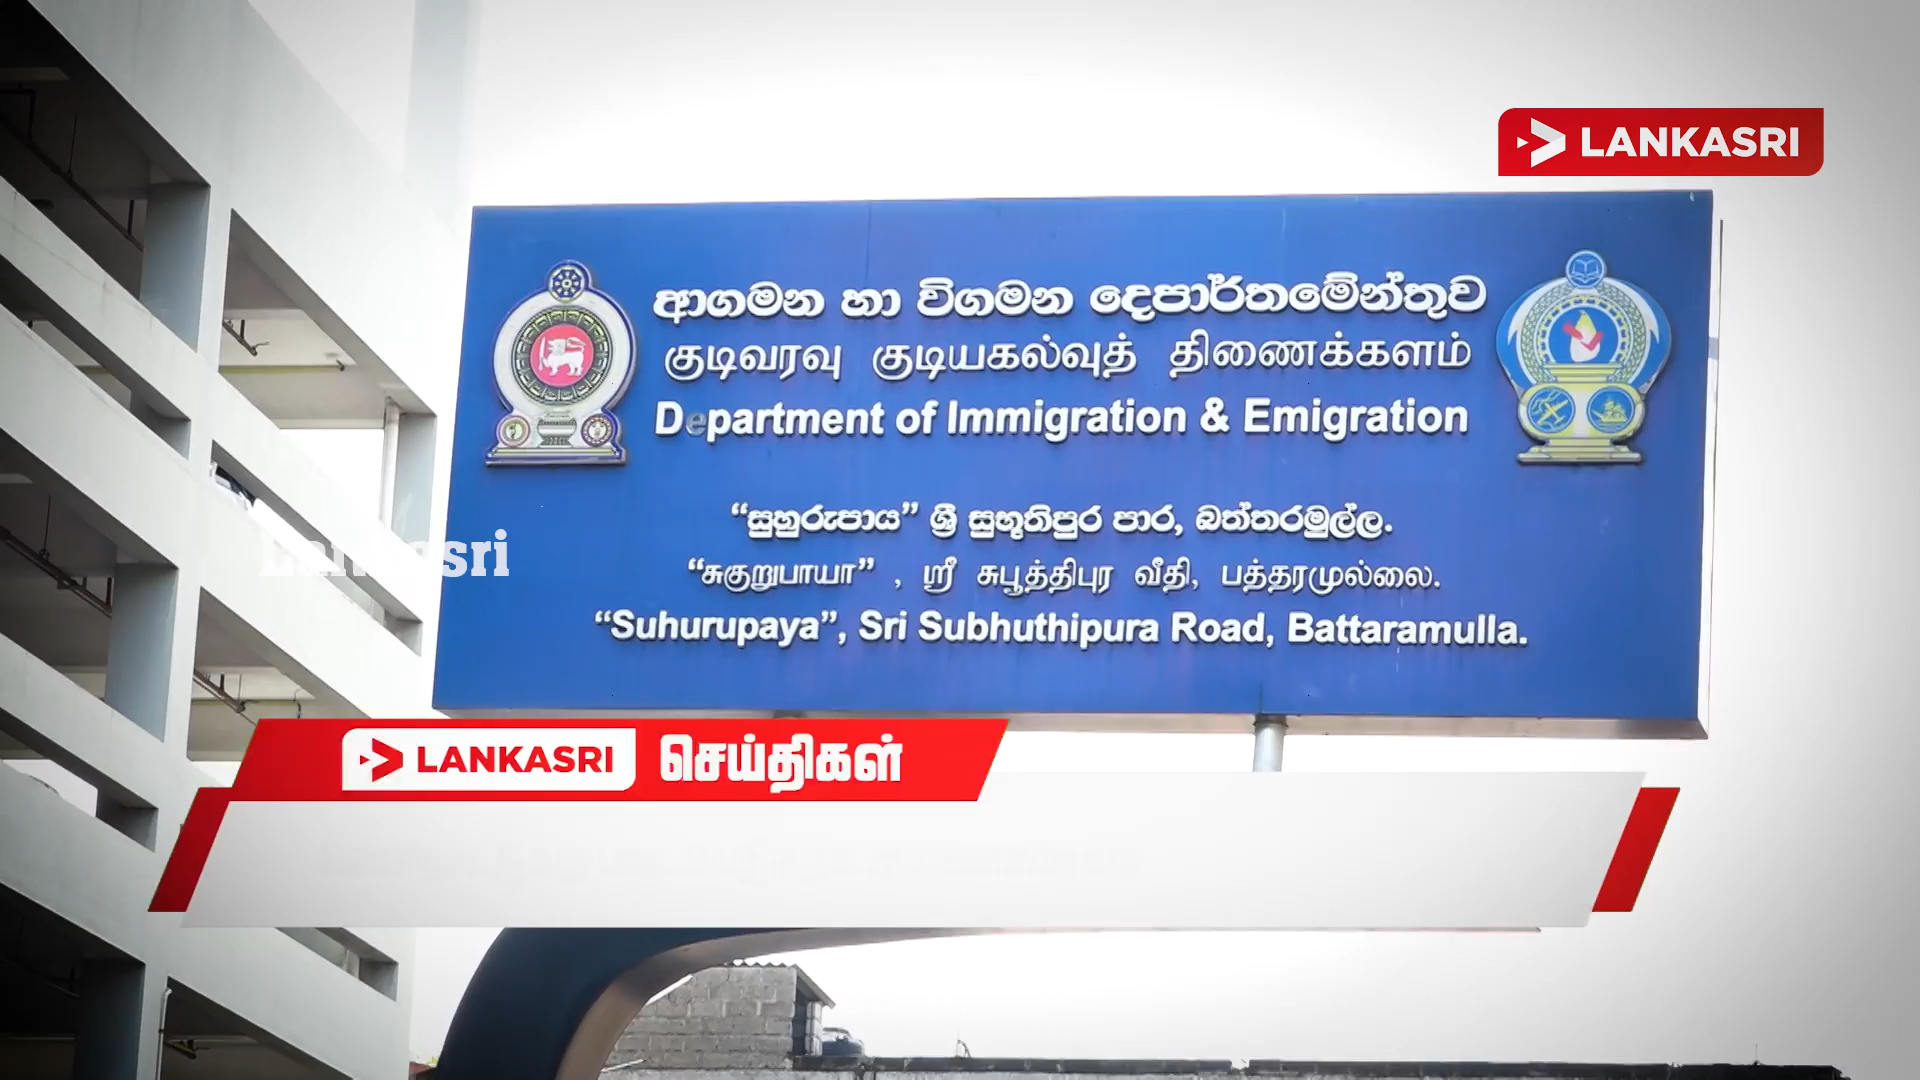 LANKASRI
ආගමන හා විගමන දෙපාර්තමේන්තුව
குடிவரவு குடியகல்வுத் திணைக்களம்
Department of Immigration & Emigration
“සුහුරුපාය” ශ්‍රී සුභූතිපුර පාර, බත්තරමුල්ල.
“சுகுறுபாயா” , ஸ்ரீ சுபூத்திபுர வீதி, பத்தரமுல்லை.
“Suhurupaya”, Sri Subhuthipura Road, Battaramulla.
Lankasri
LANKASRI செய்திகள்